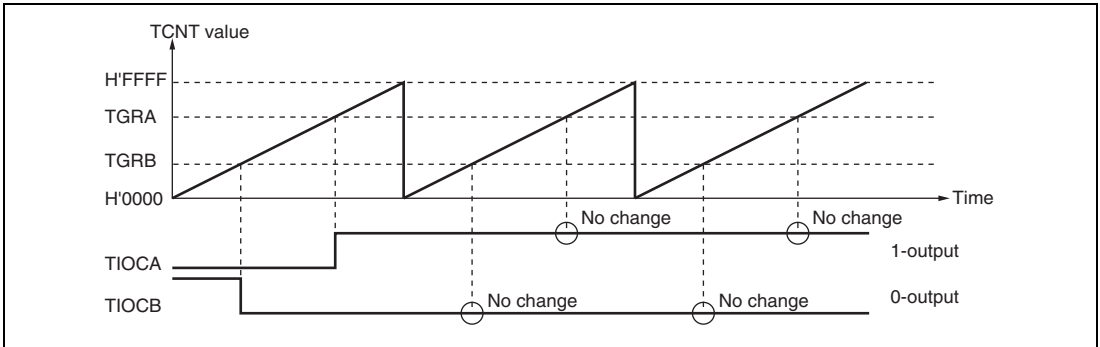 TCNT value
H'FFFF
TGRA
TGRB
H'0000
Time
No change
No change
1-output
TIOCA
No change
No change
0-output
TIOCB